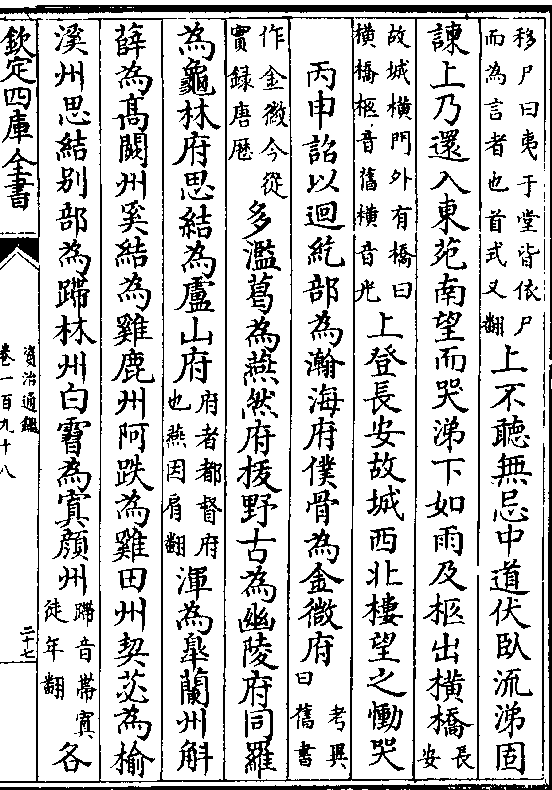 移尸曰夷于堂皆依尸
而為言者也首式又翻
上不聽無忌中道伏臥流涕固
諫上乃還入東苑南望而哭涕下如雨及柩出橫橋
長
安
故城橫門外有橋曰
橫橋柩音舊橫音光
上登長安故城西北樓望之慟哭
丙申詔以迴紇部為瀚海府僕骨為金微府
考異
曰舊書
作金微今從
實録唐厯
多濫葛為燕然府拔野古為幽陵府同羅
為龜林府思結為盧山府
府者都督府
也燕因肩翻
渾為臯蘭州斛
薛為高闕州奚結為雞鹿州阿跌為雞田州契苾為榆
溪州思結别部為蹛林州白霫為寘顔州
蹛音帶寘
徒年翻
各
欽定四庫全書
資治通鑑
卷一百九十八
二十七